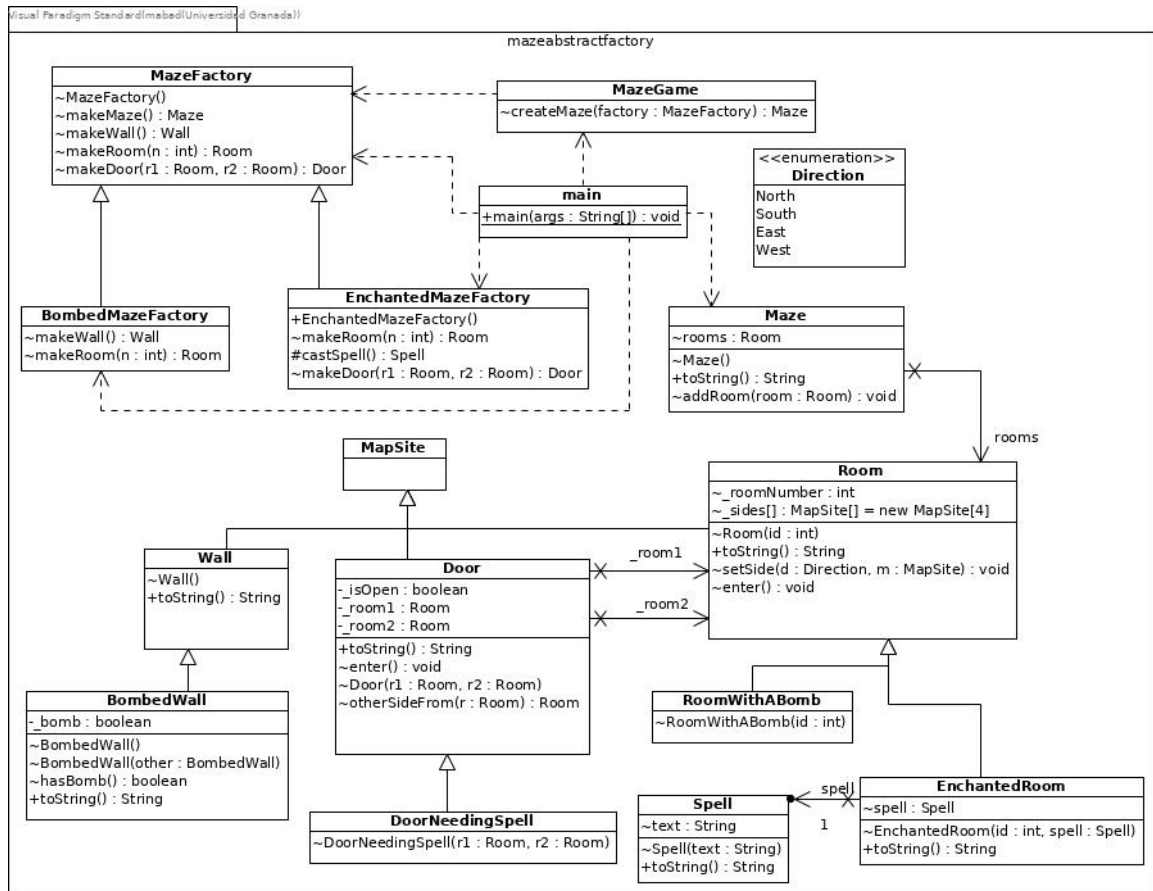 Visual Paradigm Standard(mabad(Universidad Granada))
mazeabstractfactory
MazeFactory
~MazeFactory()
~makeMaze() : Maze
~makeWall() : Wall
~makeRoom(n : int) : Room
~makeDoor(r1 : Room, r2 : Room) : Door
MazeGame
~createMaze(factory : MazeFactory) : Maze
<<enumeration>>
Direction
North
South
East
West
main
+main(args : String[]) : void
BombedMazeFactory
~makeWall() : Wall
~makeRoom(n : int) : Room
EnchantedMazeFactory
+EnchantedMazeFactory()
~makeRoom(n : int) : Room
#castSpell() : Spell
~makeDoor(r1 : Room, r2 : Room) : Door
Maze
~rooms : Room
~Maze()
+toString() : String
~addRoom(room : Room) : void
rooms
MapSite
Room
~_roomNumber : int
~_sides[] : MapSite[] = new MapSite[4]
~Room(id : int)
+toString() : String
~setSide(d : Direction, m : MapSite) : void
~enter() : void
Wall
~Wall()
+toString() : String
Door
-_isOpen : boolean
-_room1 : Room
-_room2 : Room
+toString() : String
~enter() : void
~Door(r1 : Room, r2 : Room)
~otherSideFrom(r : Room) : Room
_room1
_room2
BombedWall
-_bomb : boolean
~BombedWall()
~BombedWall(other : BombedWall)
~hasBomb() : boolean
+toString() : String
RoomWithABomb
~RoomWithABomb(id : int)
DoorNeedingSpell
~DoorNeedingSpell(r1 : Room, r2 : Room)
Spell
~text : String
~Spell(text : String)
+toString() : String
spell
1
EnchantedRoom
~spell : Spell
~EnchantedRoom(id : int, spell : Spell)
+toString() : String